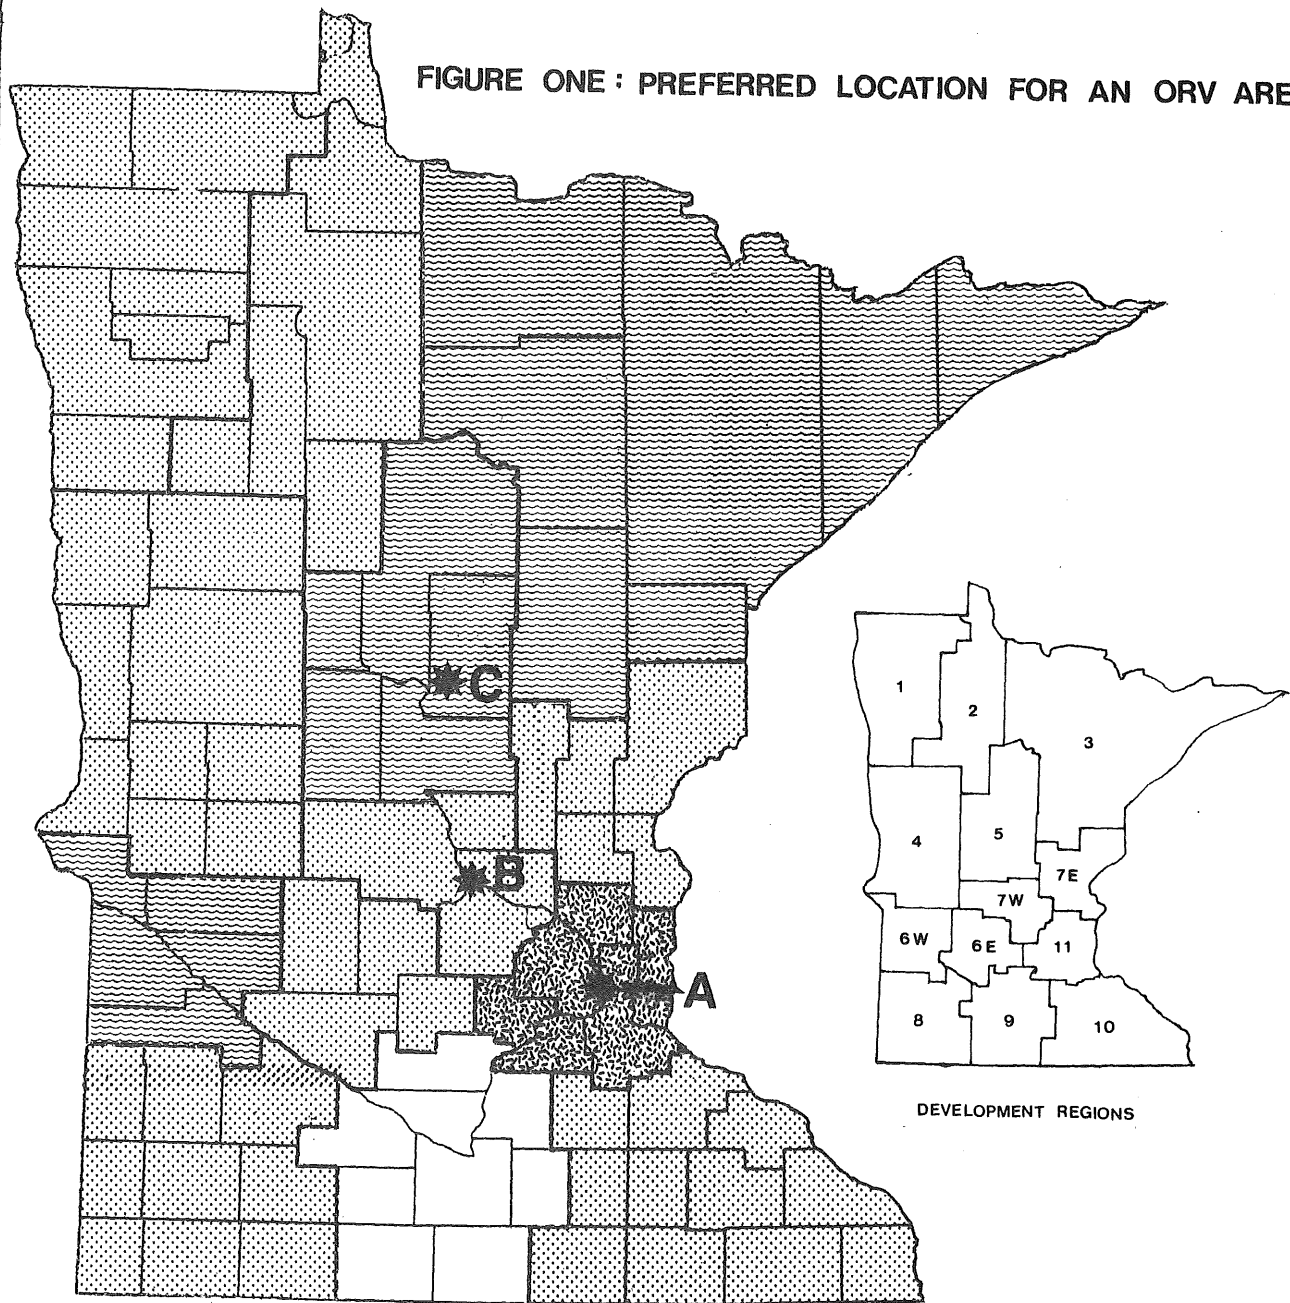 FIGURE ONE: PREFERRED LOCATION FOR AN ORV ARE
C
B
A
1
2
3
4
5
7E
7W
6W
6E
11
8
9
10
DEVELOPMENT REGIONS